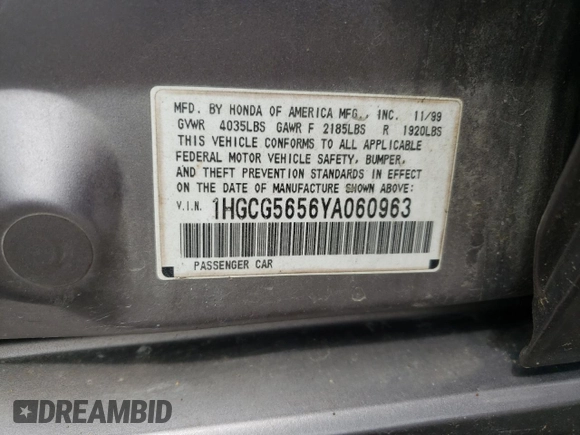 MFD. BY HONDA OF AMERICA MFG., INC. 11/99
GVWR 4035LBS GAWR F 2185LBS R 1920LBS
THIS VEHICLE CONFORMS TO ALL APPLICABLE
FEDERAL MOTOR VEHICLE SAFETY, BUMPER,
AND THEFT PREVENTION STANDARDS IN EFFECT
ON THE DATE OF MANUFACTURE SHOWN ABOVE:
V.I.N. 1HGCG5656YA060963
PASSENGER CAR
DREAMBID